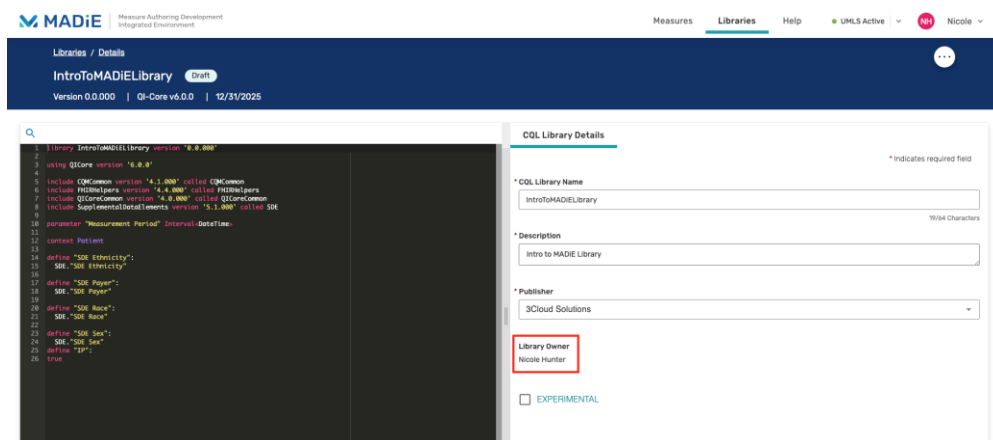 MADiE
Measure Authoring Development
Integrated Environment
Measures Libraries Help UMLS Active NH Nicole
Libraries / Details
IntroToMADiELibrary Draft
Version 0.0.000 | QI-Core v6.0.0 | 12/31/2025
1 library IntroToMADiELibrary version '0.0.000'
2
3 using QICore version '6.0.0'
4
5 include CQMCommon version '4.1.000' called CQMCommon
6 include FHIRHelpers version '4.4.000' called FHIRHelpers
7 include QICoreCommon version '4.0.000' called QICoreCommon
8 include SupplementalDataElements version '5.1.000' called SDE
9
10 parameter "Measurement Period" Interval<DateTime>
11
12 context Patient
13
14 define "SDE Ethnicity":
15 SDE."SDE Ethnicity"
16
17 define "SDE Payer":
18 SDE."SDE Payer"
19
20 define "SDE Race":
21 SDE."SDE Race"
22
23 define "SDE Sex":
24 SDE."SDE Sex"
25 define "IP":
26 true
CQL Library Details
* Indicates required field
* CQL Library Name
IntroToMADiELibrary
19/64 Characters
* Description
Intro to MADiE Library
* Publisher
3Cloud Solutions
Library Owner
Nicole Hunter
EXPERIMENTAL